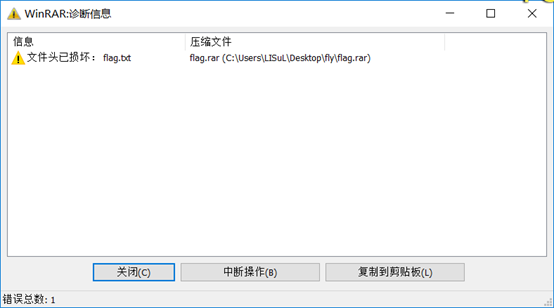 WinRAR:诊断信息
信息 压缩文件
文件头已损坏： flag.txt flag.rar (C:\Users\LISuL\Desktop\fly\flag.rar)
关闭(C) 中断操作(B) 复制到剪贴板(L)
错误总数: 1